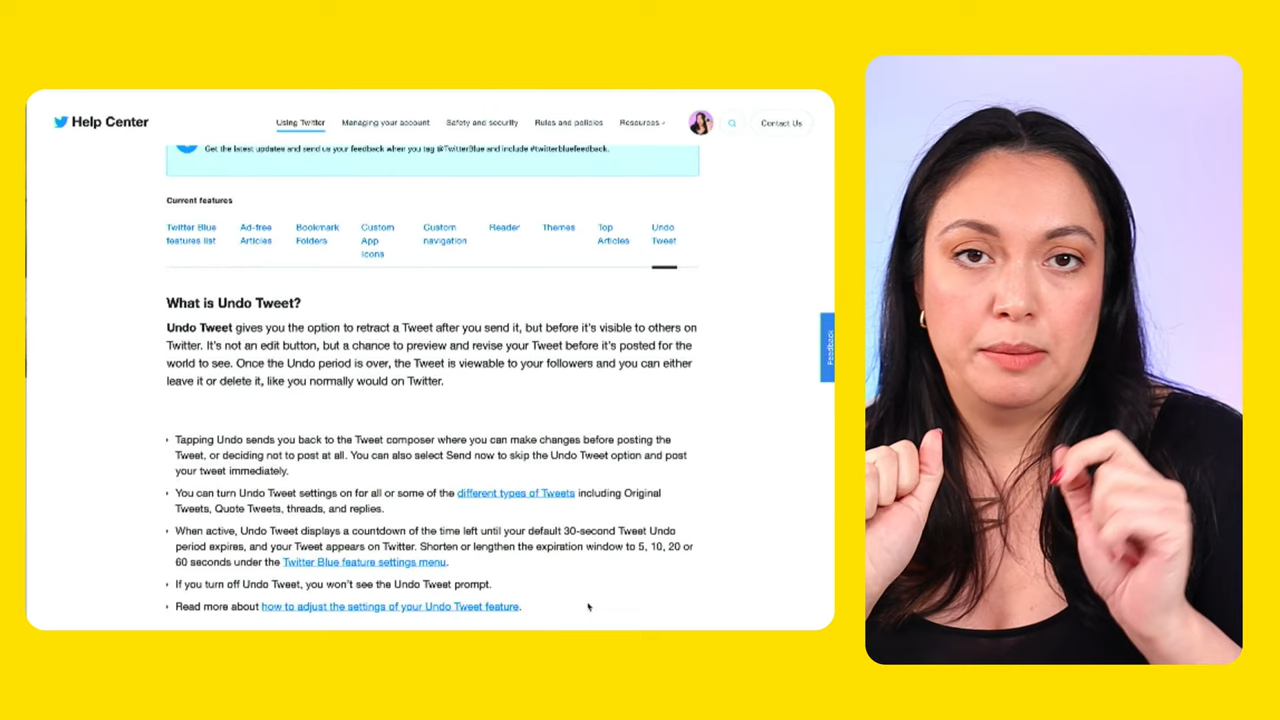 Help Center
Using Twitter
Managing your account
Safety and security
Rules and policies
Resources
Contact Us
Get the latest updates and send us your feedback when you tag @TwitterBlue and include #twitterbluefeedback.
Current features
Twitter Blue
features list
Ad-free
Articles
Bookmark
Folders
Custom
App
Icons
Custom
navigation
Reader
Themes
Top
Articles
Undo
Tweet
What is Undo Tweet?
Undo Tweet gives you the option to retract a Tweet after you send it, but before it's visible to others on
Twitter. It's not an edit button, but a chance to preview and revise your Tweet before it's posted for the
world to see. Once the Undo period is over, the Tweet is viewable to your followers and you can either
leave it or delete it, like you normally would on Twitter.
Tapping Undo sends you back to the Tweet composer where you can make changes before posting the
Tweet, or deciding not to post at all. You can also select Send now to skip the Undo Tweet option and post
your tweet immediately.
You can turn Undo Tweet settings on for all or some of the different types of Tweets including Original
Tweets, Quote Tweets, threads, and replies.
When active, Undo Tweet displays a countdown of the time left until your default 30-second Tweet Undo
period expires, and your Tweet appears on Twitter. Shorten or lengthen the expiration window to 5, 10, 20 or
60 seconds under the Twitter Blue feature settings menu.
If you turn off Undo Tweet, you won't see the Undo Tweet prompt.
Read more about how to adjust the settings of your Undo Tweet feature.
Feedback